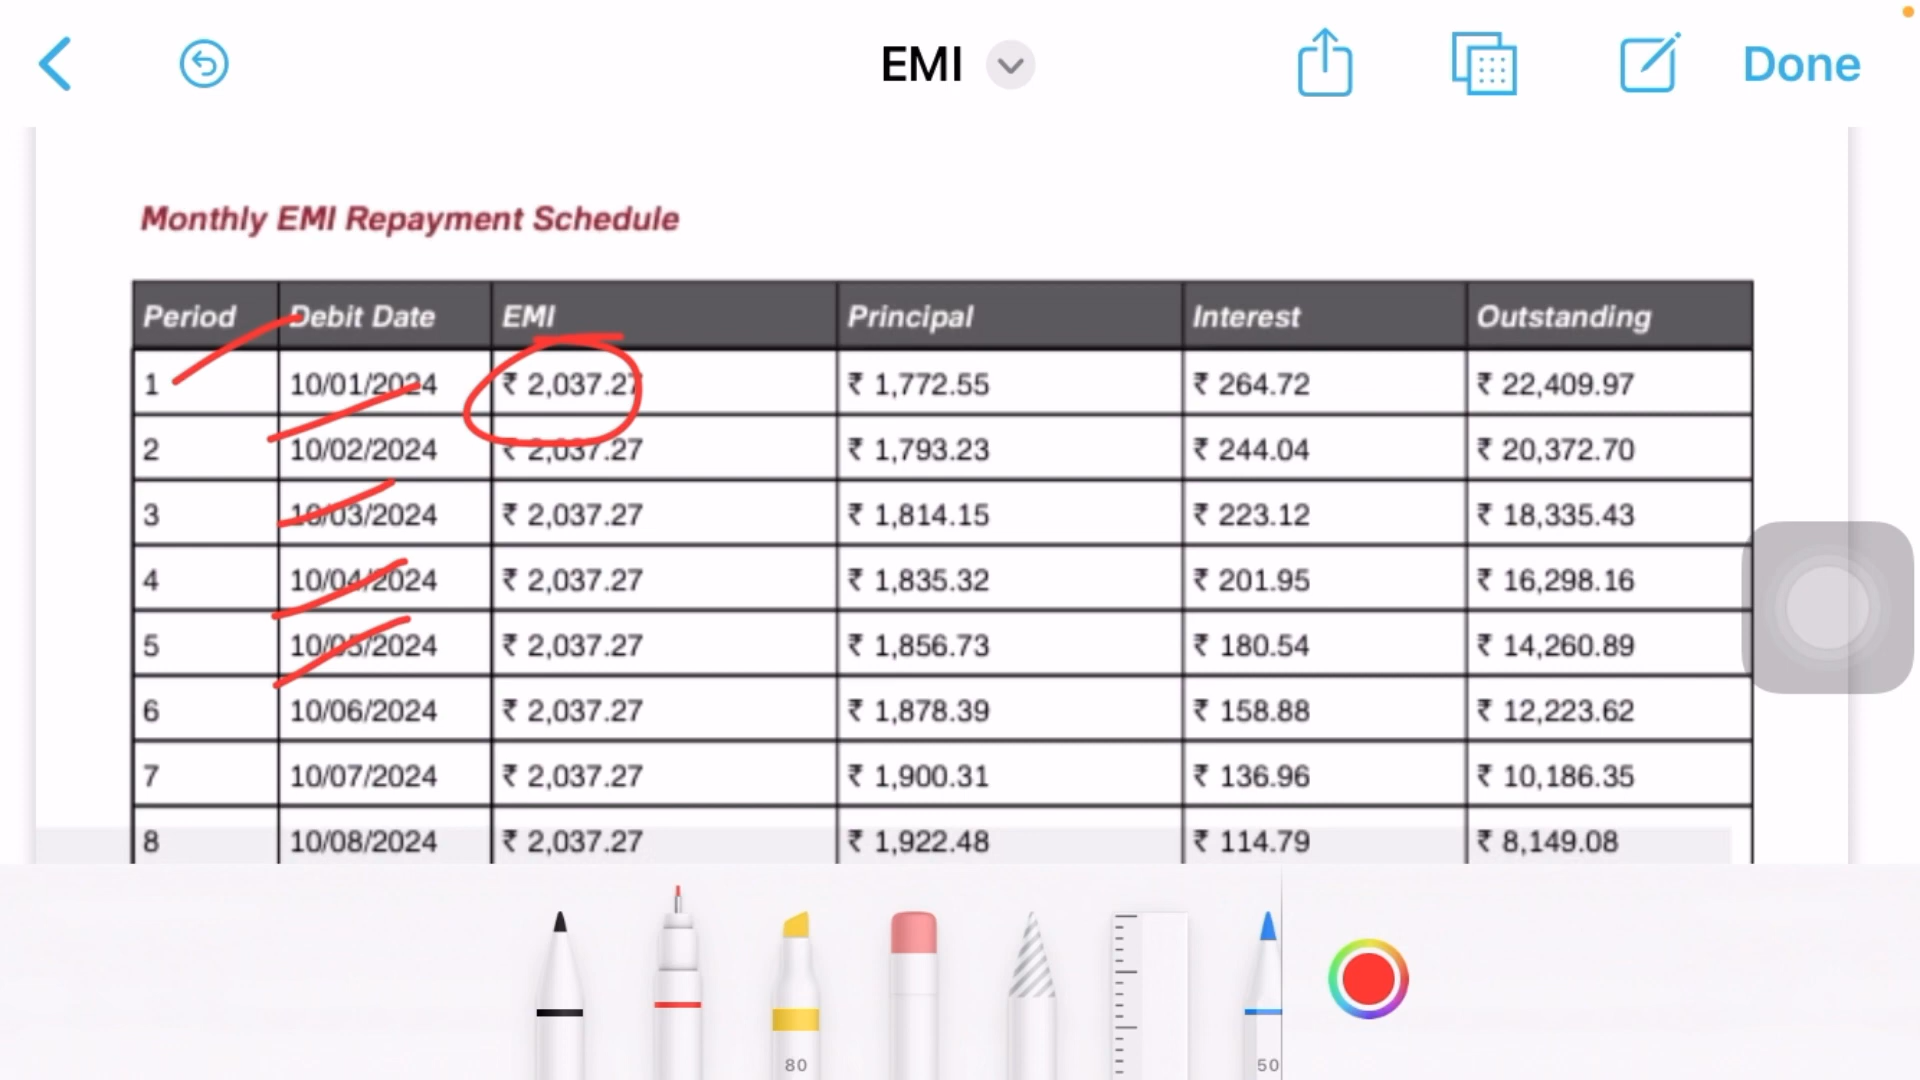 EMI
Done
Monthly EMI Repayment Schedule
Period Debit Date EMI Principal Interest Outstanding
1 10/01/2024 ₹ 2,037.27 ₹ 1,772.55 ₹ 264.72 ₹ 22,409.97
2 10/02/2024 ₹ 2,037.27 ₹ 1,793.23 ₹ 244.04 ₹ 20,372.70
3 10/03/2024 ₹ 2,037.27 ₹ 1,814.15 ₹ 223.12 ₹ 18,335.43
4 10/04/2024 ₹ 2,037.27 ₹ 1,835.32 ₹ 201.95 ₹ 16,298.16
5 10/05/2024 ₹ 2,037.27 ₹ 1,856.73 ₹ 180.54 ₹ 14,260.89
6 10/06/2024 ₹ 2,037.27 ₹ 1,878.39 ₹ 158.88 ₹ 12,223.62
7 10/07/2024 ₹ 2,037.27 ₹ 1,900.31 ₹ 136.96 ₹ 10,186.35
8 10/08/2024 ₹ 2,037.27 ₹ 1,922.48 ₹ 114.79 ₹ 8,149.08
80 50